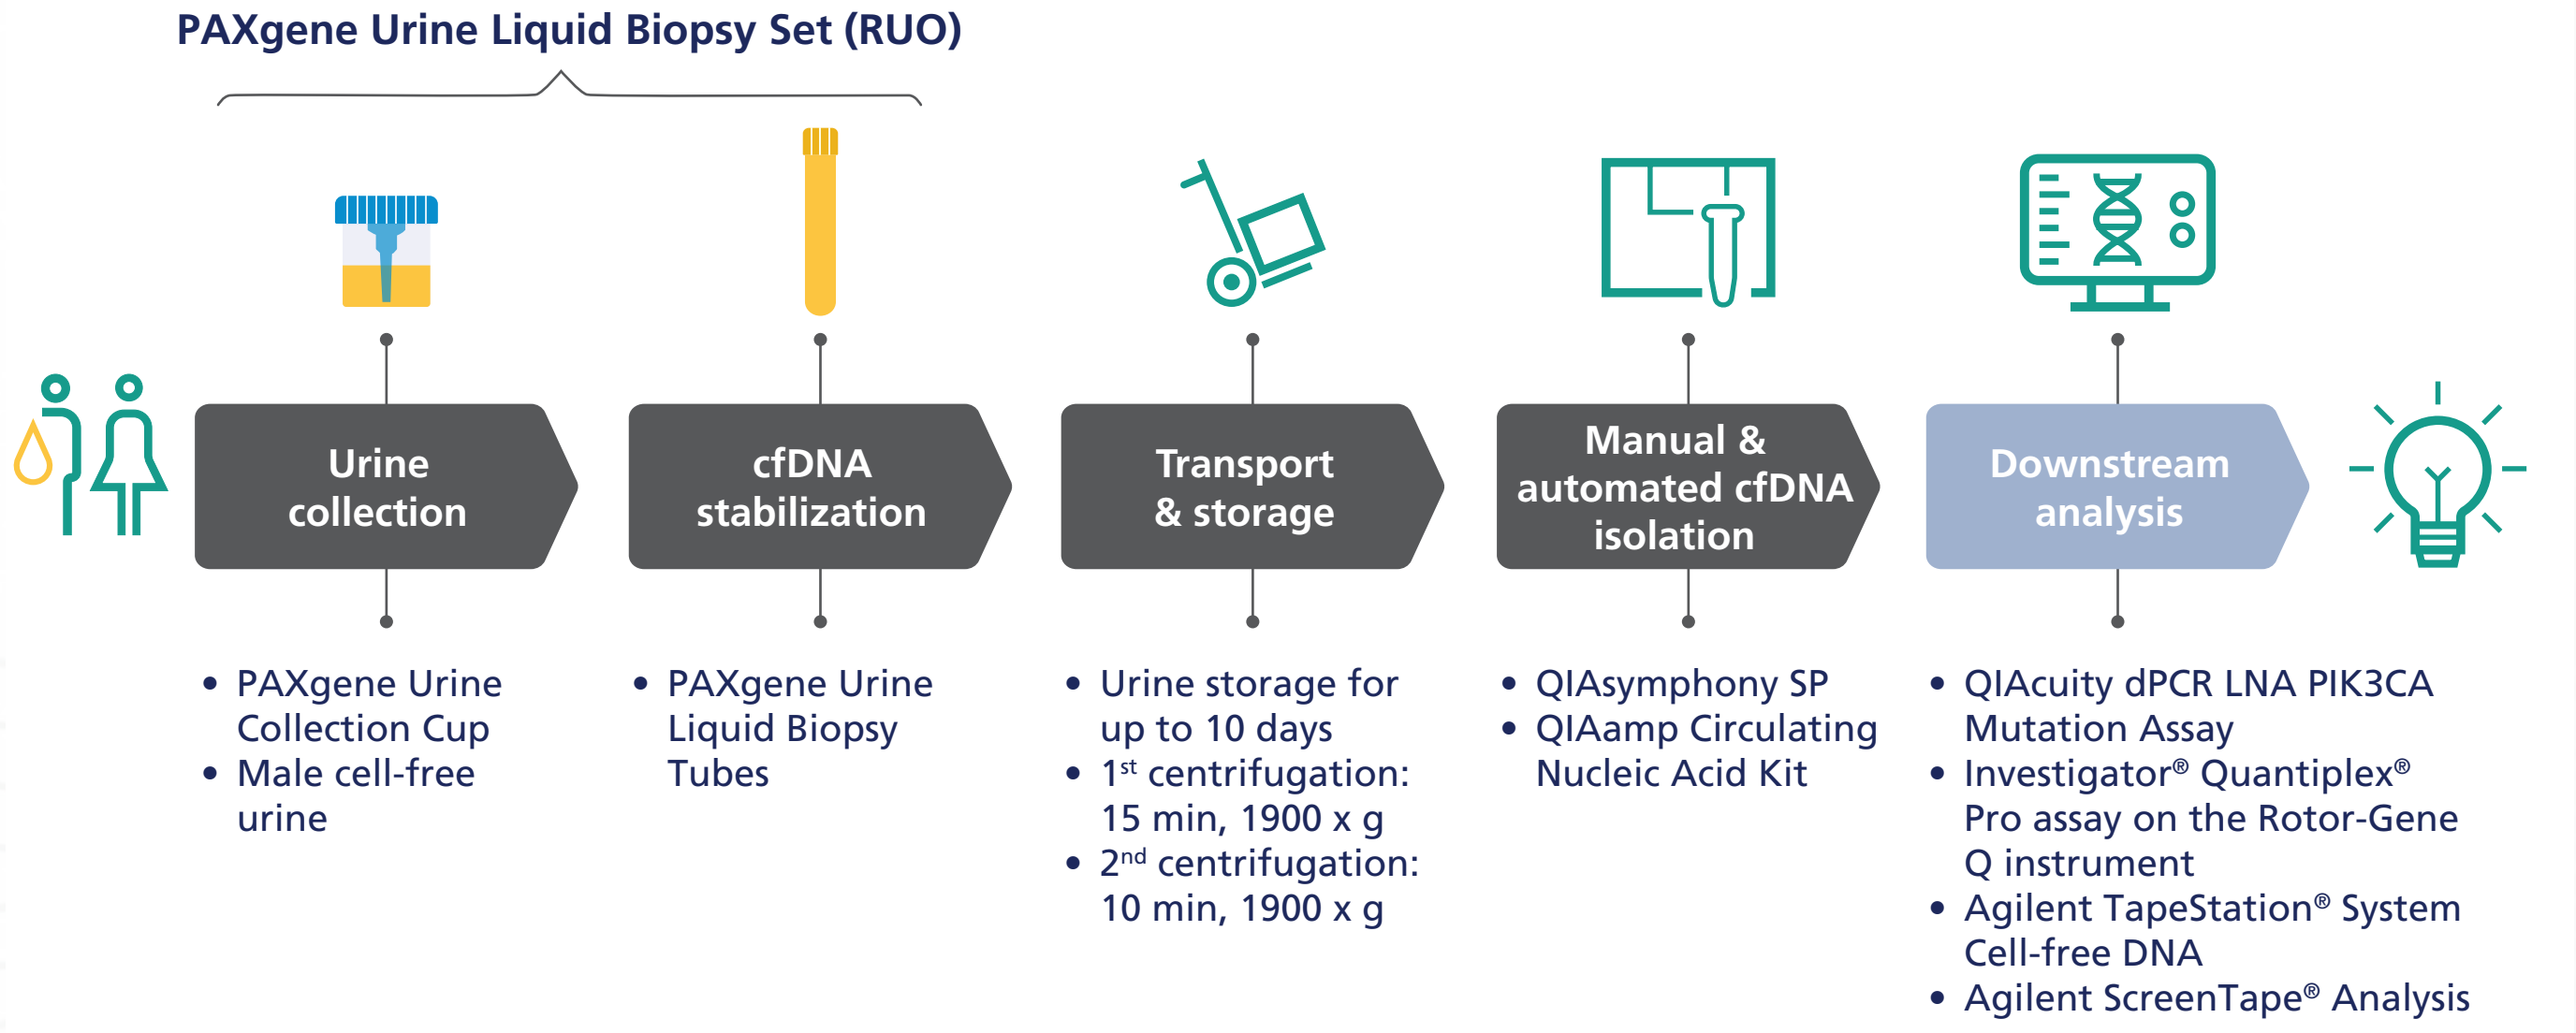 PAXgene Urine Liquid Biopsy Set (RUO)
Urine
collection
cfDNA
stabilization
Transport
& storage
Manual &
automated cfDNA
isolation
Downstream
analysis
• PAXgene Urine
Collection Cup
• Male cell-free
urine
• PAXgene Urine
Liquid Biopsy
Tubes
• Urine storage for
up to 10 days
• 1st centrifugation:
15 min, 1900 x g
• 2nd centrifugation:
10 min, 1900 x g
• QIAsymphony SP
• QIAamp Circulating
Nucleic Acid Kit
• QIAcuity dPCR LNA PIK3CA
Mutation Assay
• Investigator® Quantiplex®
Pro assay on the Rotor-Gene
Q instrument
• Agilent TapeStation® System
Cell-free DNA
• Agilent ScreenTape® Analysis